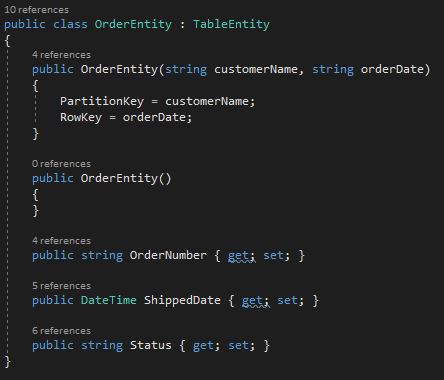 10 references
public class OrderEntity : TableEntity
{
4 references
public OrderEntity(string customerName, string orderDate)
{
PartitionKey = customerName;
RowKey = orderDate;
}
0 references
public OrderEntity()
{
}
4 references
public string OrderNumber { get; set; }
5 references
public DateTime ShippedDate { get; set; }
6 references
public string Status { get; set; }
}